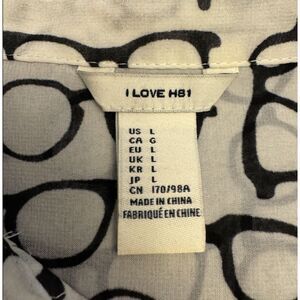 I LOVE H81
US L
CA G
EU L
UK L
KR L
JP L
CN 170/98A
MADE IN CHINA
FABRIQUÉ EN CHINE